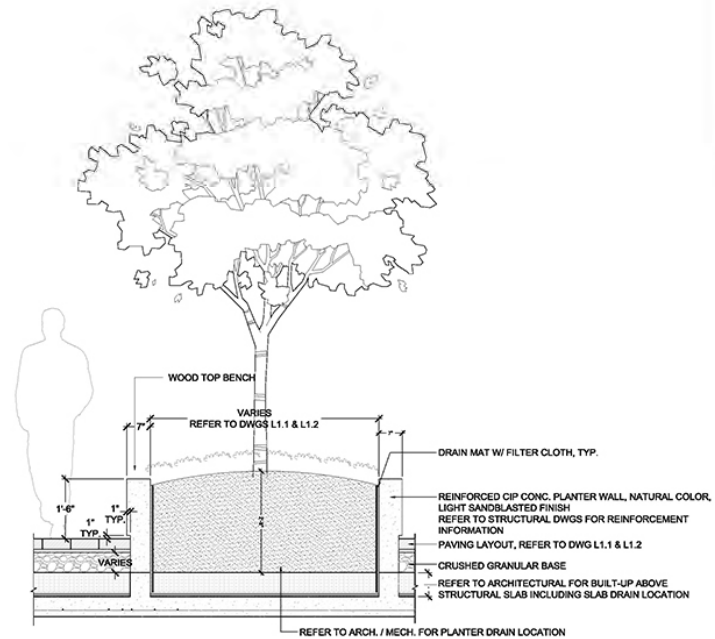 WOOD TOP BENCH
VARIES
REFER TO DWGS L1.1 & L1.2
7"
DRAIN MAT W/ FILTER CLOTH, TYP.
1'-6"
1"
TYP.
1"
TYP.
REINFORCED CIP CONC. PLANTER WALL, NATURAL COLOR,
LIGHT SANDBLASTED FINISH
REFER TO STRUCTURAL DWGS FOR REINFORCEMENT
INFORMATION
PAVING LAYOUT, REFER TO DWG L1.1 & L1.2
VARIES
CRUSHED GRANULAR BASE
REFER TO ARCHITECTURAL FOR BUILT-UP ABOVE
STRUCTURAL SLAB INCLUDING SLAB DRAIN LOCATION
REFER TO ARCH. / MECH. FOR PLANTER DRAIN LOCATION